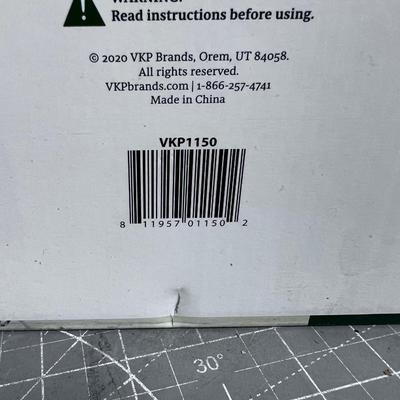 WARNING:
Read instructions before using.
© 2020 VKP Brands, Orem, UT 84058.
All rights reserved.
VKPbrands.com | 1-866-257-4741
Made in China
VKP1150
8 11957 01150 2
30°